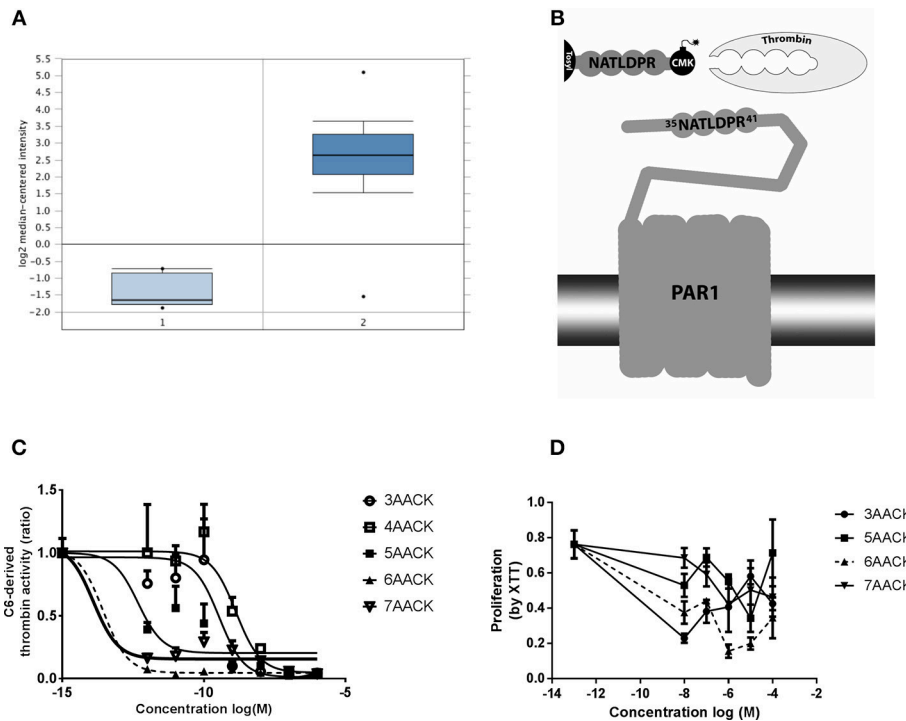 A
5.5
5.0
4.5
4.0
3.5
3.0
2.5
2.0
1.5
1.0
0.5
0.0
-0.5
-1.0
-1.5
-2.0
log2 median-centered intensity
1 2
B
Tosyl NATLDPR CMK
Thrombin
35NATLDPR41
PAR1
C
1.5
1.0
0.5
0.0
C6-derived
thrombin activity (ratio)
-15 -10 -5
Concentration log(M)
3AACK
4AACK
5AACK
6AACK
7AACK
D
1.0
0.8
0.6
0.4
0.2
0.0
Proliferation
(by XTT)
-14 -12 -10 -8 -6 -4 -2
Concentration log (M)
3AACK
5AACK
6AACK
7AACK